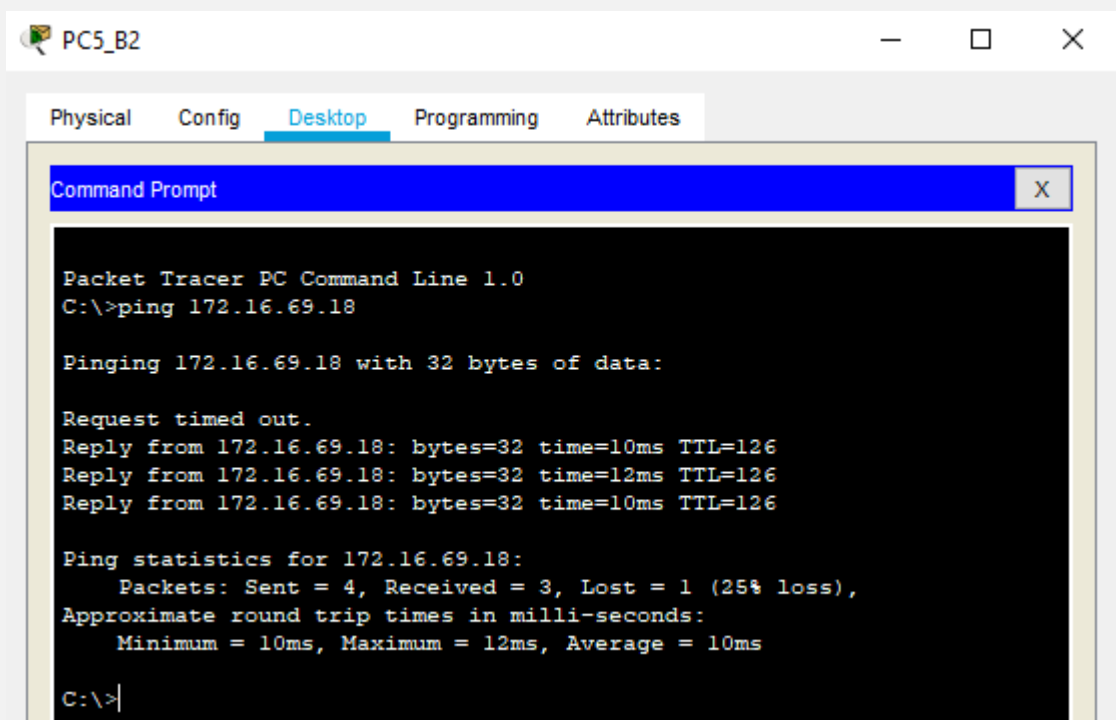 PC5_B2
Physical Config Desktop Programming Attributes
Command Prompt X
Packet Tracer PC Command Line 1.0
C:\>ping 172.16.69.18
Pinging 172.16.69.18 with 32 bytes of data:
Request timed out.
Reply from 172.16.69.18: bytes=32 time=10ms TTL=126
Reply from 172.16.69.18: bytes=32 time=12ms TTL=126
Reply from 172.16.69.18: bytes=32 time=10ms TTL=126
Ping statistics for 172.16.69.18:
Packets: Sent = 4, Received = 3, Lost = 1 (25% loss),
Approximate round trip times in milli-seconds:
Minimum = 10ms, Maximum = 12ms, Average = 10ms
C:\>